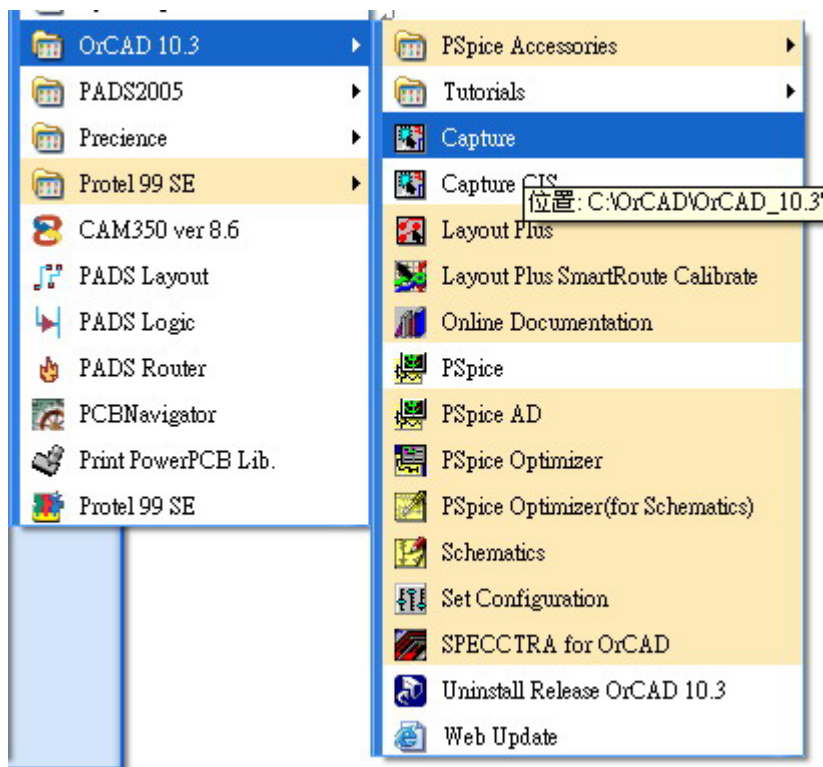 OrCAD 10.3
PADS2005
Precience
Protel 99 SE
CAM350 ver 8.6
PADS Layout
PADS Logic
PADS Router
PCBNavigator
Print PowerPCB Lib.
Protel 99 SE
PSpice Accessories
Tutorials
Capture
Capture CIS
位置: C:\OrCAD\OrCAD_10.3\
Layout Plus
Layout Plus SmartRoute Calibrate
Online Documentation
PSpice
PSpice AD
PSpice Optimizer
PSpice Optimizer(for Schematics)
Schematics
Set Configuration
SPECCTRA for OrCAD
Uninstall Release OrCAD 10.3
Web Update